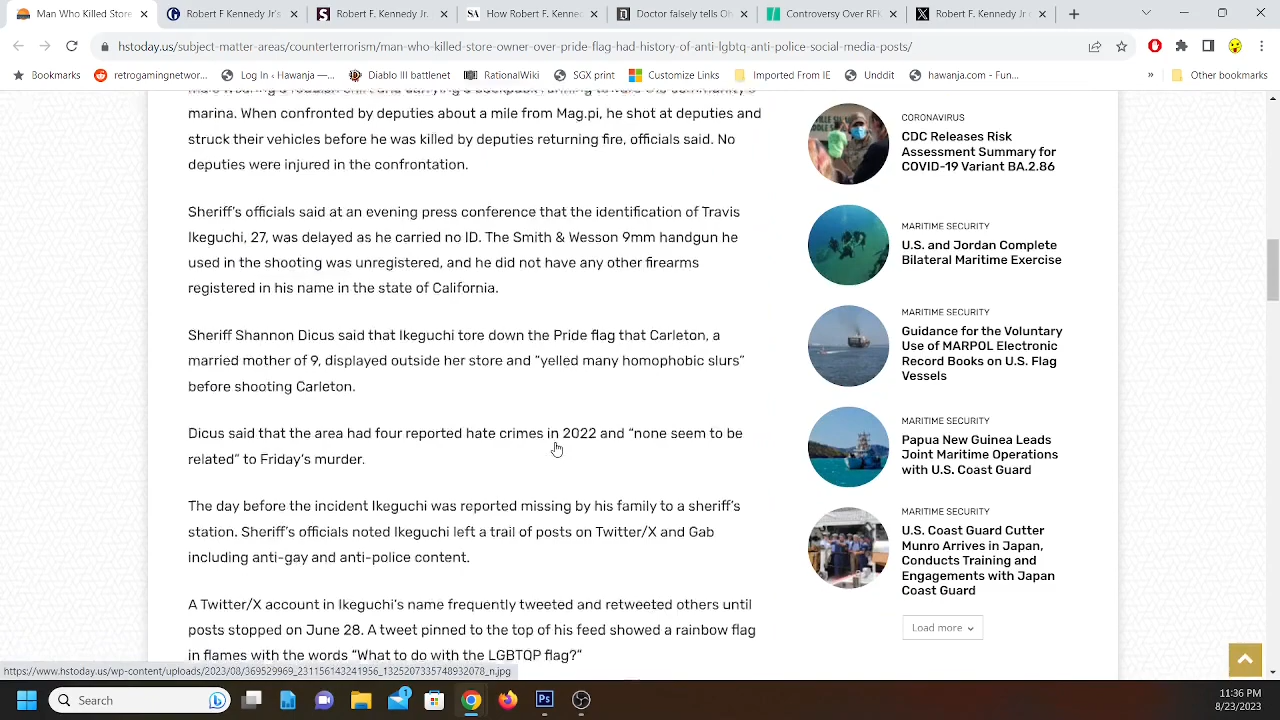 Man Who Killed Store
Conversation with RFK
Robert F. Kennedy Jr.
How Robert F. Kenned
Doctor falsely tells
Robert F. Kennedy Jr.
Robert F. Kennedy Jr.
hstoday.us/subject-matter-areas/counterterrorism/man-who-killed-store-owner-over-pride-flag-had-history-of-anti-lgbtq-anti-police-social-media-posts/
Bookmarks retrogamingnetwor... Log In ‹ Hawanja —... Diablo III battlenet RationalWiki SGX print Customize Links Imported From IE Unddit hawanja.com - Fun... » Other bookmarks
marina. When confronted by deputies about a mile from Mag.pi, he shot at deputies and
struck their vehicles before he was killed by deputies returning fire, officials said. No
deputies were injured in the confrontation.
Sheriff's officials said at an evening press conference that the identification of Travis
Ikeguchi, 27, was delayed as he carried no ID. The Smith & Wesson 9mm handgun he
used in the shooting was unregistered, and he did not have any other firearms
registered in his name in the state of California.
Sheriff Shannon Dicus said that Ikeguchi tore down the Pride flag that Carleton, a
married mother of 9, displayed outside her store and “yelled many homophobic slurs”
before shooting Carleton.
Dicus said that the area had four reported hate crimes in 2022 and “none seem to be
related” to Friday's murder.
The day before the incident Ikeguchi was reported missing by his family to a sheriff's
station. Sheriff's officials noted Ikeguchi left a trail of posts on Twitter/X and Gab
including anti-gay and anti-police content.
A Twitter/X account in Ikeguchi's name frequently tweeted and retweeted others until
posts stopped on June 28. A tweet pinned to the top of his feed showed a rainbow flag
in flames with the words “What to do with the LGBTQP flag?”
CORONAVIRUS
CDC Releases Risk
Assessment Summary for
COVID-19 Variant BA.2.86
MARITIME SECURITY
U.S. and Jordan Complete
Bilateral Maritime Exercise
MARITIME SECURITY
Guidance for the Voluntary
Use of MARPOL Electronic
Record Books on U.S. Flag
Vessels
MARITIME SECURITY
Papua New Guinea Leads
Joint Maritime Operations
with U.S. Coast Guard
MARITIME SECURITY
U.S. Coast Guard Cutter
Munro Arrives in Japan,
Conducts Training and
Engagements with Japan
Coast Guard
Load more
https://www.hstoday.us/wp-content/uploads/2023/08/369529969_231156143241956_1325207335748932078_n.jpg
Search
11:36 PM
8/23/2023